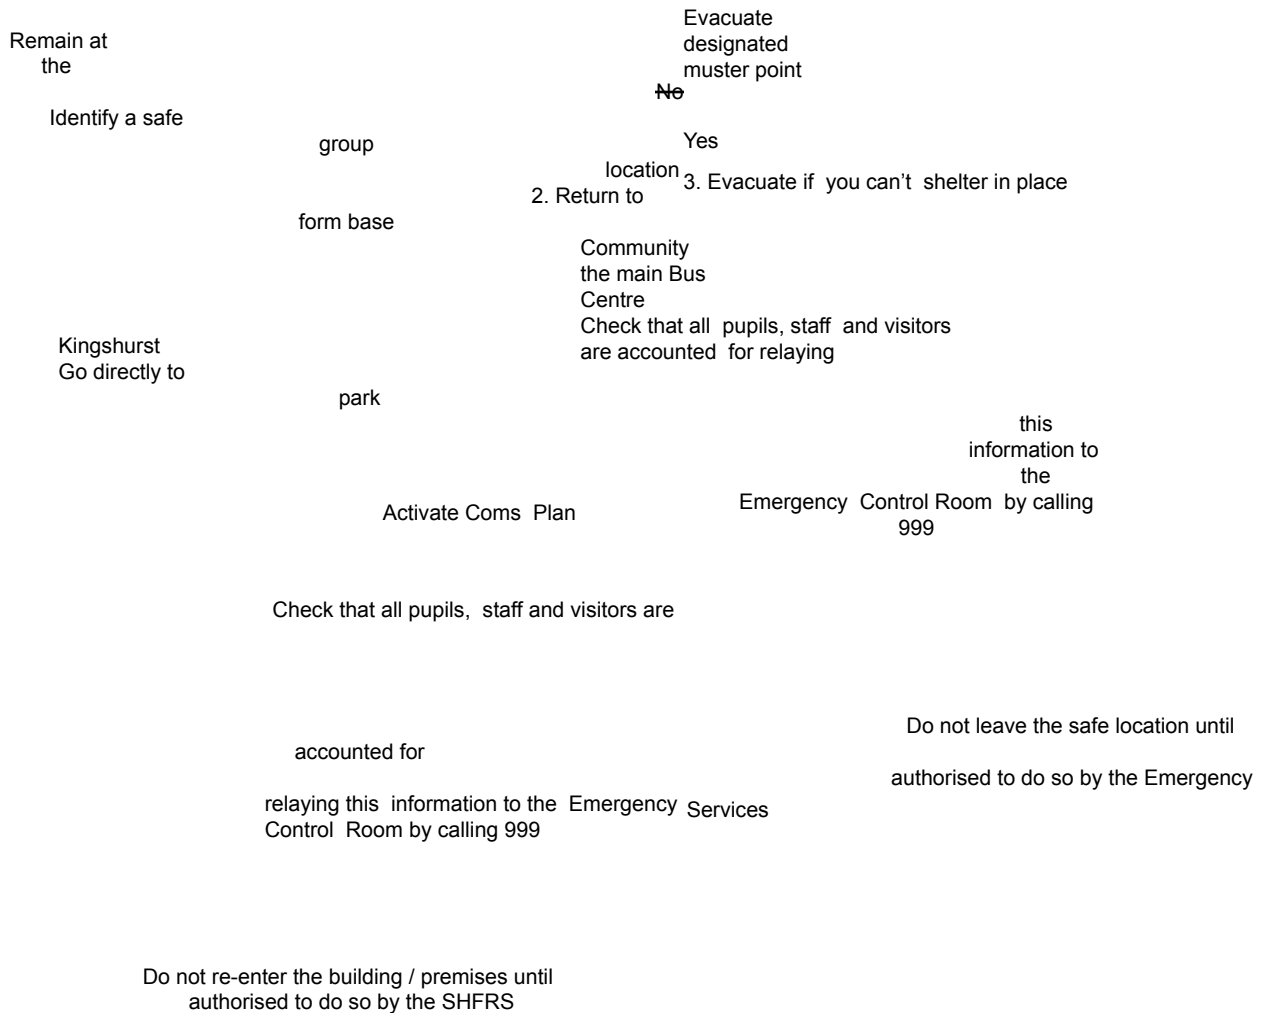 Evacuate
Remain at
designated
the
muster point
No
Identify a safe
group
Yes
location
3. Evacuate if  you can’t  shelter in place
2. Return to
form base
Community
the main Bus
Centre
Check that all  pupils, staff  and visitors
Kingshurst
are accounted  for relaying
Go directly to
park
this
information to
the
Emergency  Control Room  by calling
Activate Coms  Plan
999
Check that all pupils,  staff and visitors are
Do not leave the safe location until
accounted for
authorised to do so by the Emergency
relaying this  information to the  Emergency
Services
Control  Room by calling 999
Do not re-enter the building / premises until
authorised to do so by the SHFRS